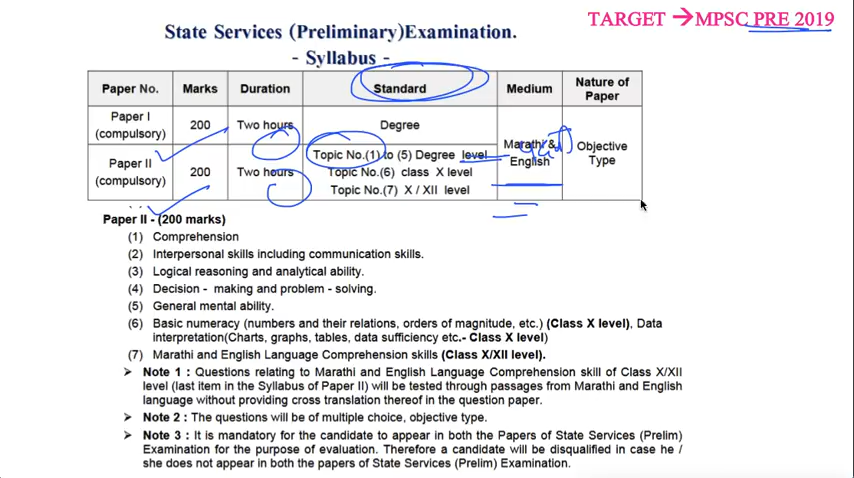 TARGET → MPSC PRE 2019
State Services (Preliminary)Examination.
- Syllabus -
Paper No. Marks Duration Standard Medium Nature of Paper
Paper I (compulsory) 200 Two hours Degree Marathi & English Objective Type
Paper II (compulsory) 200 Two hours Topic No.(1) to (5) Degree level
Topic No.(6) class X level
Topic No.(7) X / XII level
Paper II - (200 marks)
(1) Comprehension
(2) Interpersonal skills including communication skills.
(3) Logical reasoning and analytical ability.
(4) Decision - making and problem - solving.
(5) General mental ability.
(6) Basic numeracy (numbers and their relations, orders of magnitude, etc.) (Class X level), Data
interpretation(Charts, graphs, tables, data sufficiency etc.- Class X level)
(7) Marathi and English Language Comprehension skills (Class X/XII level).
➤ Note 1 : Questions relating to Marathi and English Language Comprehension skill of Class X/XII
level (last item in the Syllabus of Paper II) will be tested through passages from Marathi and English
language without providing cross translation thereof in the question paper.
➤ Note 2 : The questions will be of multiple choice, objective type.
➤ Note 3 : It is mandatory for the candidate to appear in both the Papers of State Services (Prelim)
Examination for the purpose of evaluation. Therefore a candidate will be disqualified in case he /
she does not appear in both the papers of State Services (Prelim) Examination.